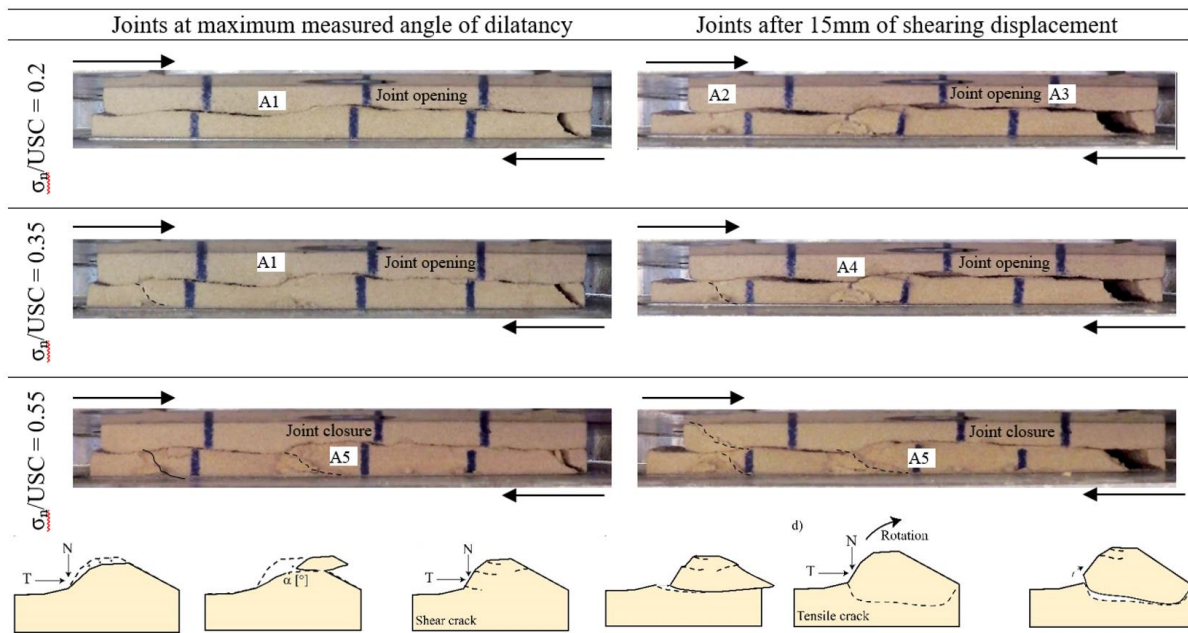 Joints at maximum measured angle of dilatancy
Joints after 15mm of shearing displacement
σn/USC = 0.2
A1
Joint opening
A2
Joint opening
A3
σn/USC = 0.35
A1
Joint opening
A4
Joint opening
σn/USC = 0.55
Joint closure
A5
Joint closure
A5
N
T
α [°]
N
T
Shear crack
d)
N
Rotation
T
Tensile crack